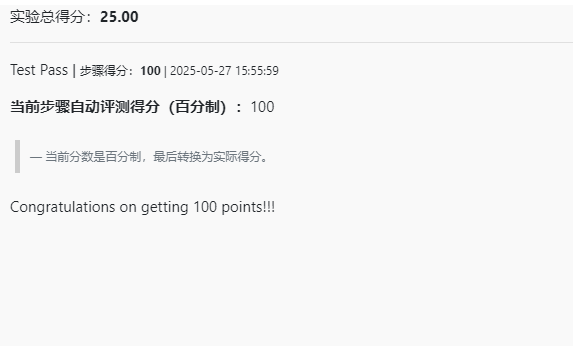 实验总得分：25.00
Test Pass | 步骤得分：100 | 2025-05-27 15:55:59
当前步骤自动评测得分（百分制）：100
— 当前分数是百分制，最后转换为实际得分。
Congratulations on getting 100 points!!!